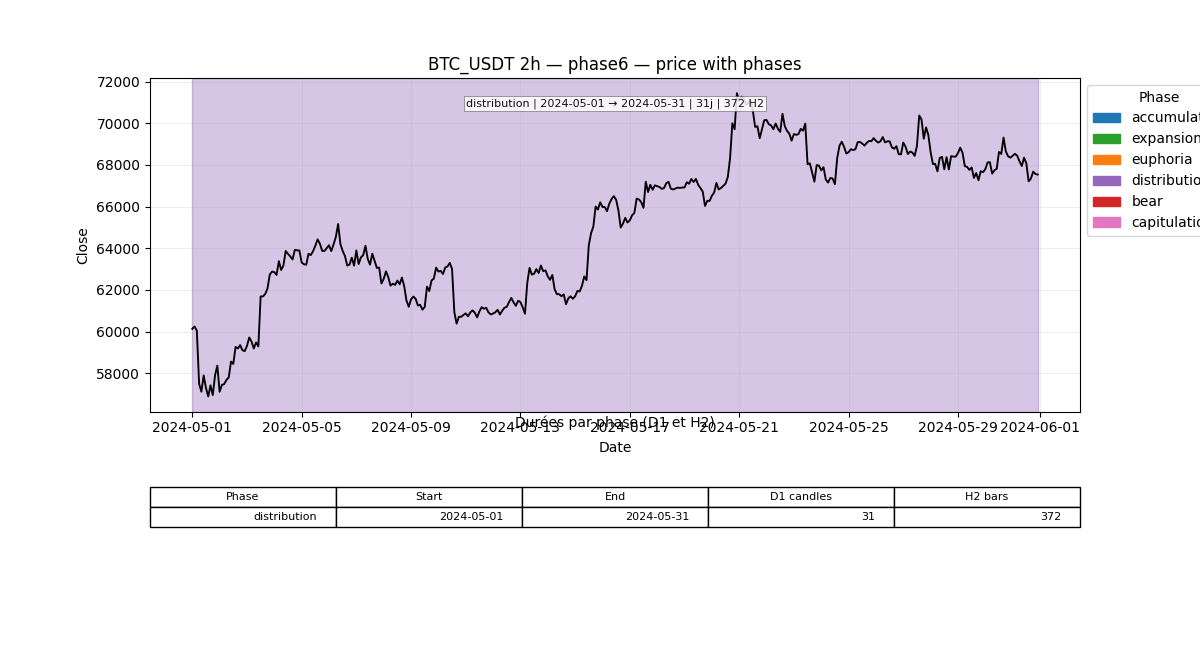 BTC_USDT 2h — phase6 — price with phases
72000
70000
68000
66000
64000
62000
60000
58000
Close
distribution | 2024-05-01 → 2024-05-31 | 31j | 372 H2
Phase
accumulat
expansion
euphoria
distributio
bear
capitulatio
Durées par phase (D1 et H2)
2024-05-01 2024-05-05 2024-05-09 2024-05-13 2024-05-17 2024-05-21 2024-05-25 2024-05-29 2024-06-01
Date
Phase Start End D1 candles H2 bars
distribution 2024-05-01 2024-05-31 31 372